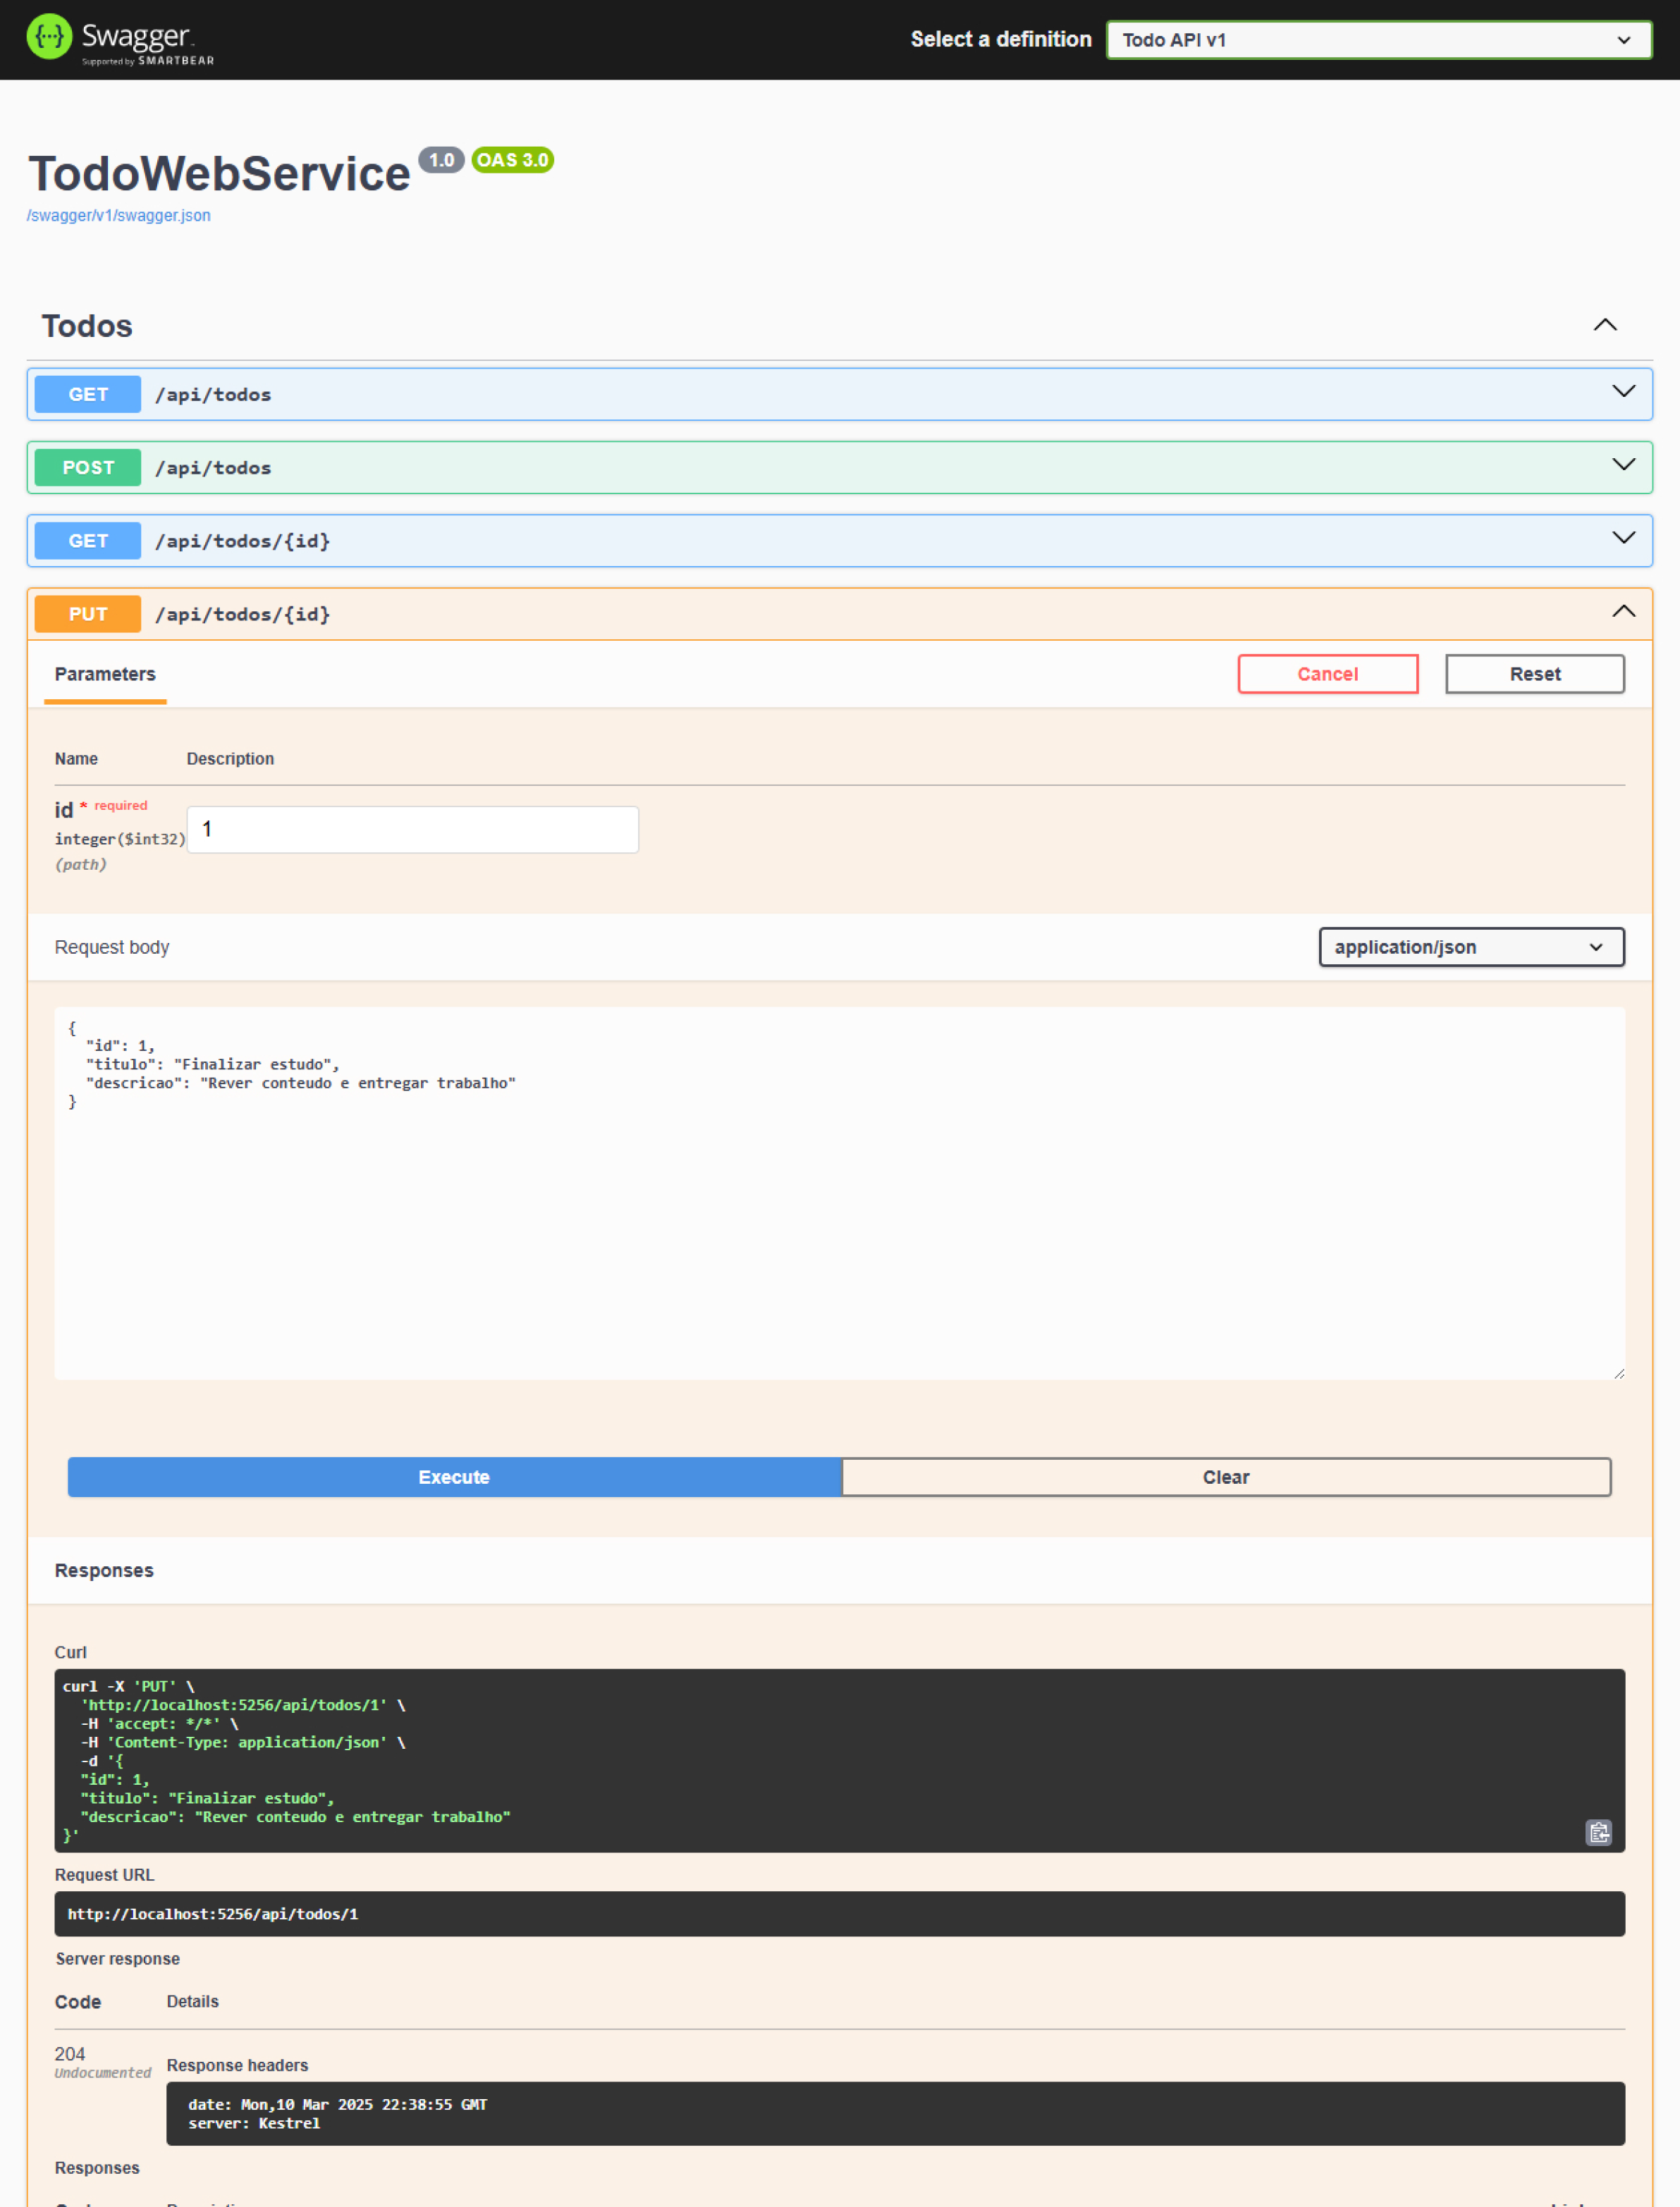 Swagger.
Supported by SMARTBEAR
Select a definition
Todo API v1
TodoWebService 1.0 OAS 3.0
/swagger/v1/swagger.json
Todos
GET /api/todos
POST /api/todos
GET /api/todos/{id}
PUT /api/todos/{id}
Parameters
Cancel
Reset
Name Description
id * required
integer($int32)
(path)
1
Request body
application/json
{
  "id": 1,
  "titulo": "Finalizar estudo",
  "descricao": "Rever conteudo e entregar trabalho"
}
Execute
Clear
Responses
Curl
curl -X 'PUT' \
  'http://localhost:5256/api/todos/1' \
  -H 'accept: */*' \
  -H 'Content-Type: application/json' \
  -d '{
  "id": 1,
  "titulo": "Finalizar estudo",
  "descricao": "Rever conteudo e entregar trabalho"
}'
Request URL
http://localhost:5256/api/todos/1
Server response
Code Details
204
Undocumented
Response headers
date: Mon,10 Mar 2025 22:38:55 GMT
server: Kestrel
Responses